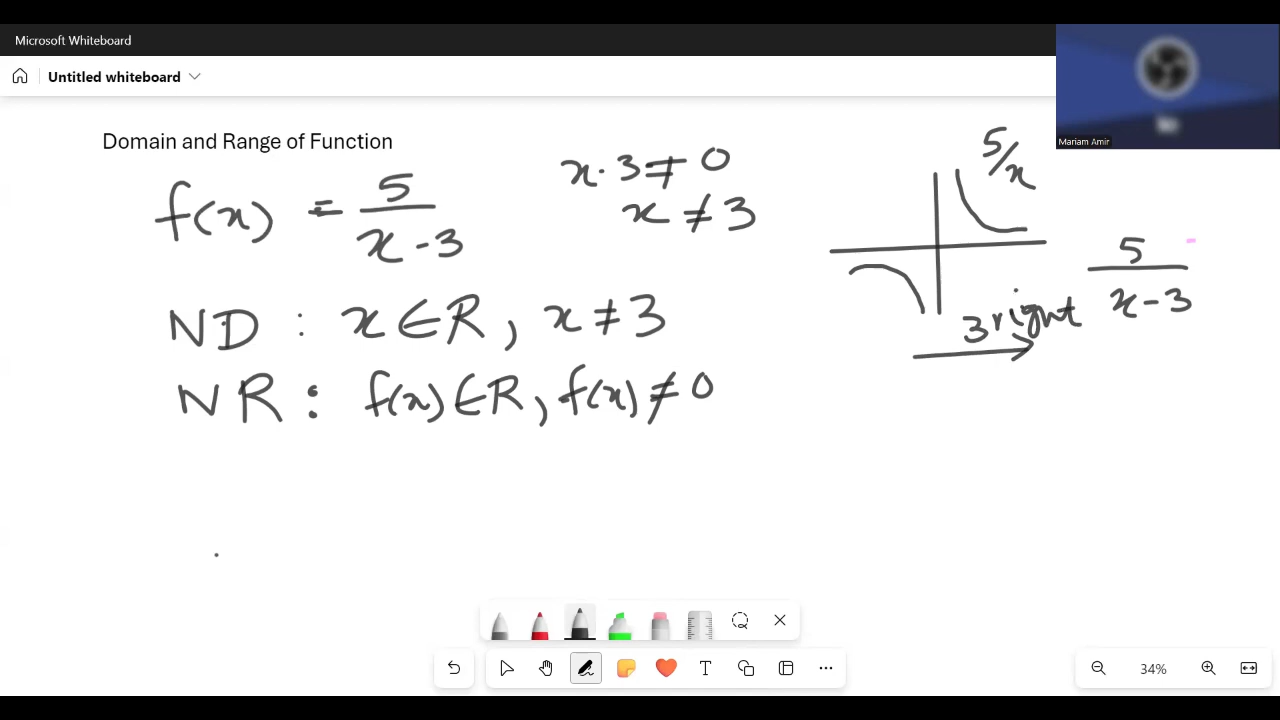 Microsoft Whiteboard
Untitled whiteboard
Mariam Amir
Domain and Range of Function
f(x) = 5/(x-3)
x-3≠0
x ≠ 3
ND : x∈R, x≠3
NR : f(x)∈R, f(x)≠0
5/x
3 right
5/(x-3)
34%